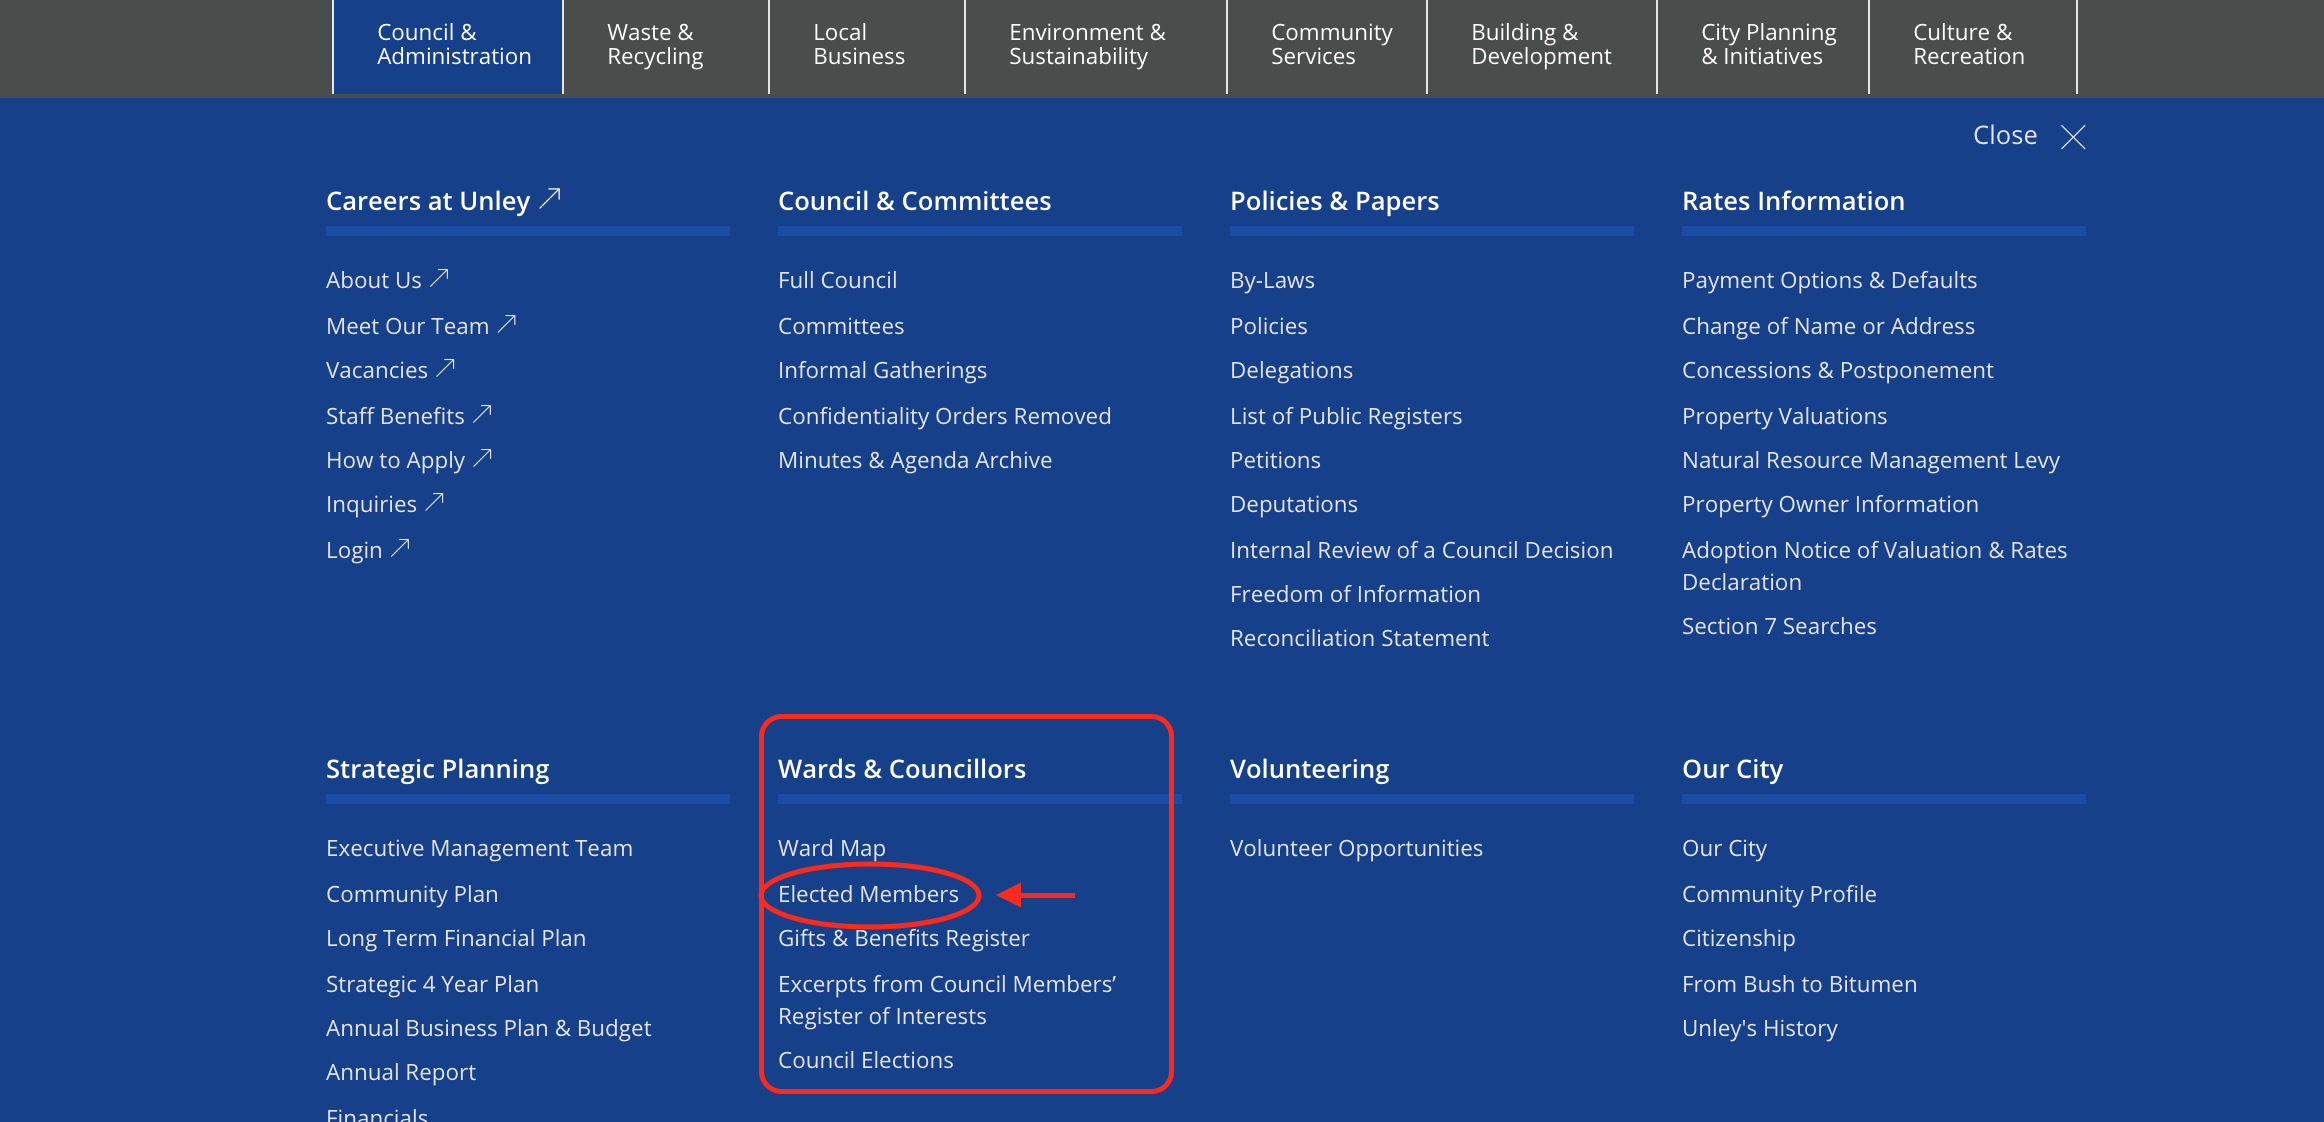 Council &
Administration
Waste &
Recycling
Local
Business
Environment &
Sustainability
Community
Services
Building &
Development
City Planning
& Initiatives
Culture &
Recreation
Close
Careers at Unley
About Us
Meet Our Team
Vacancies
Staff Benefits
How to Apply
Inquiries
Login
Council & Committees
Full Council
Committees
Informal Gatherings
Confidentiality Orders Removed
Minutes & Agenda Archive
Policies & Papers
By-Laws
Policies
Delegations
List of Public Registers
Petitions
Deputations
Internal Review of a Council Decision
Freedom of Information
Reconciliation Statement
Rates Information
Payment Options & Defaults
Change of Name or Address
Concessions & Postponement
Property Valuations
Natural Resource Management Levy
Property Owner Information
Adoption Notice of Valuation & Rates
Declaration
Section 7 Searches
Strategic Planning
Executive Management Team
Community Plan
Long Term Financial Plan
Strategic 4 Year Plan
Annual Business Plan & Budget
Annual Report
Financials
Wards & Councillors
Ward Map
Elected Members
Gifts & Benefits Register
Excerpts from Council Members’
Register of Interests
Council Elections
Volunteering
Volunteer Opportunities
Our City
Our City
Community Profile
Citizenship
From Bush to Bitumen
Unley's History